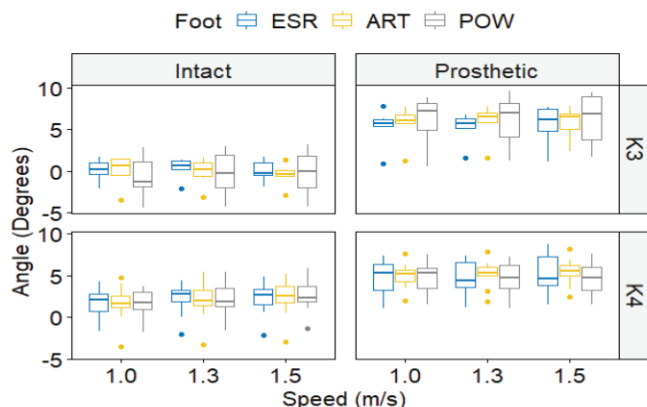 Foot ESR ART POW
Intact Prosthetic
10
5
0
-5
K3
10
5
0
-5
K4
Angle (Degrees)
1.0 1.3 1.5 1.0 1.3 1.5
Speed (m/s)